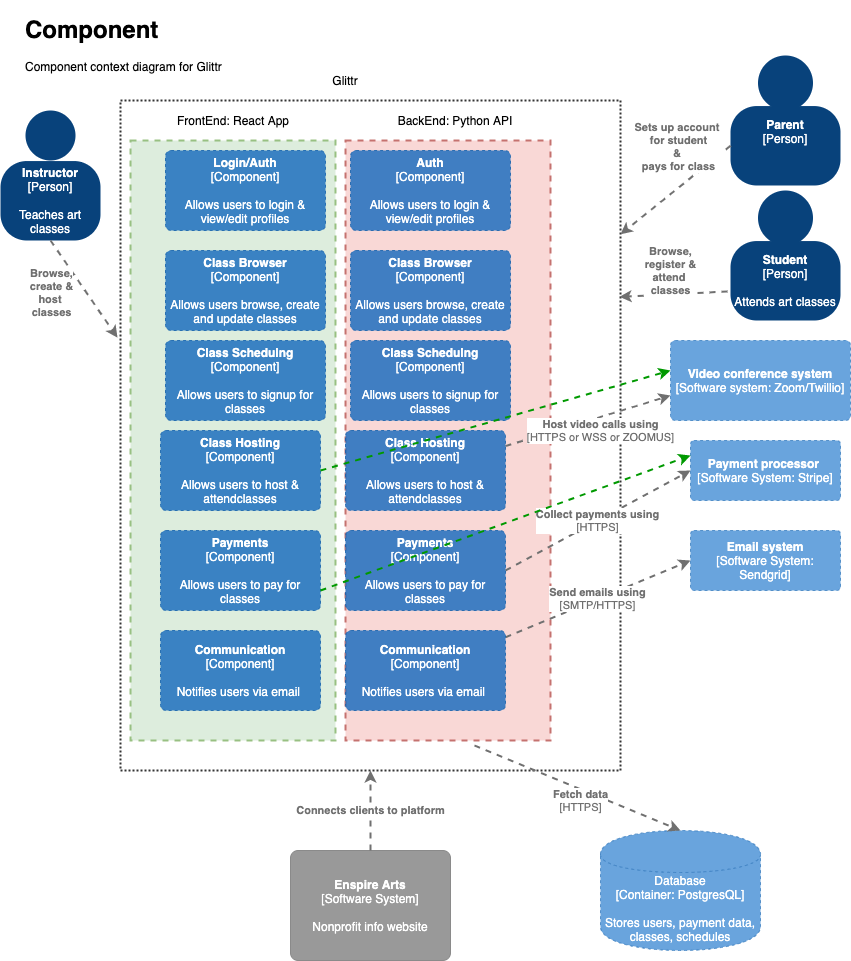 Component
Component context diagram for Glittr
Glittr
FrontEnd: React App
BackEnd: Python API
Instructor
[Person]
Teaches art
classes
Browse,
create &
host
classes
Login/Auth
[Component]
Allows users to login &
view/edit profiles
Class Browser
[Component]
Allows users browse, create
and update classes
Class Scheduling
[Component]
Allows users to signup for
classes
Class Hosting
[Component]
Allows users to host &
attendclasses
Payments
[Component]
Allows users to pay for
classes
Communication
[Component]
Notifies users via email
Auth
[Component]
Allows users to login &
view/edit profiles
Class Browser
[Component]
Allows users browse, create
and update classes
Class Scheduling
[Component]
Allows users to signup for
classes
Class Hosting
[Component]
Allows users to host &
attendclasses
Payments
[Component]
Allows users to pay for
classes
Communication
[Component]
Notifies users via email
Sets up account
for student
&
pays for class
Parent
[Person]
Browse,
register &
attend
classes
Student
[Person]
Attends art classes
Video conference system
[Software system: Zoom/Twillio]
Host video calls using
[HTTPS or WSS or ZOOMUS]
Payment processor
[Software System: Stripe]
Collect payments using
[HTTPS]
Email system
[Software System:
Sendgrid]
Send emails using
[SMTP/HTTPS]
Connects clients to platform
Enspire Arts
[Software System]
Nonprofit info website
Fetch data
[HTTPS]
Database
[Container: PostgresQL]
Stores users, payment data,
classes, schedules